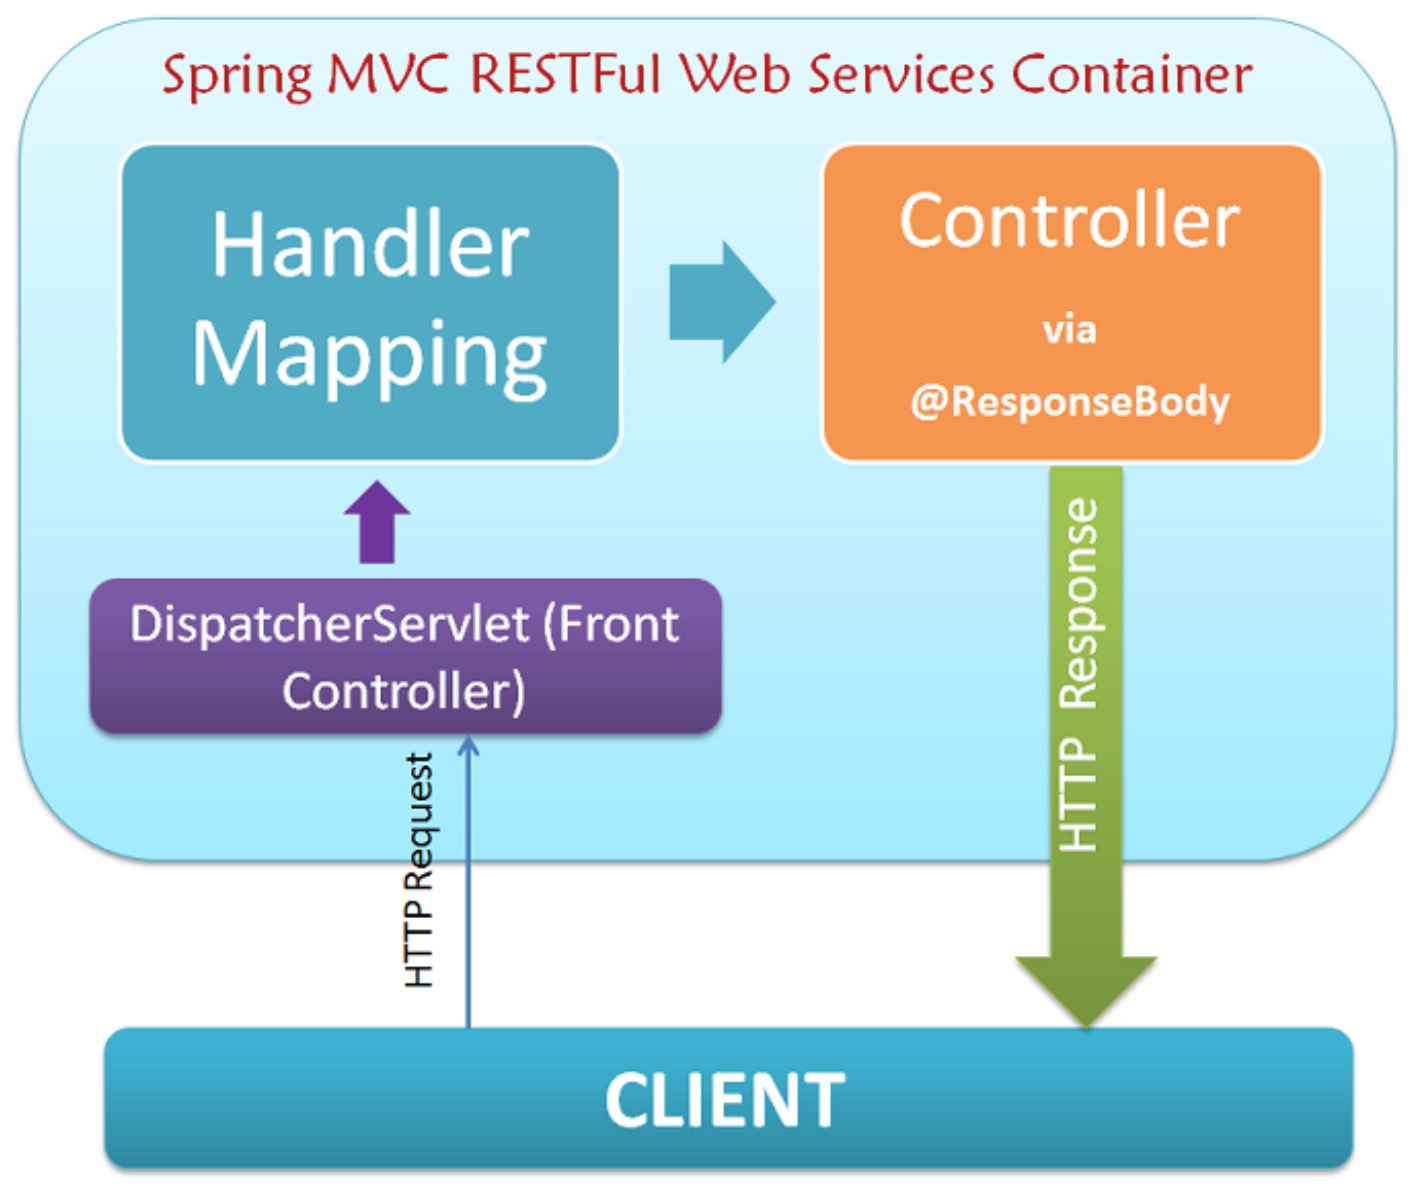 Spring MVC RESTFul Web Services Container
Handler
Mapping
Controller
via
@ResponseBody
DispatcherServlet (Front
Controller)
HTTP Request
HTTP Response
CLIENT